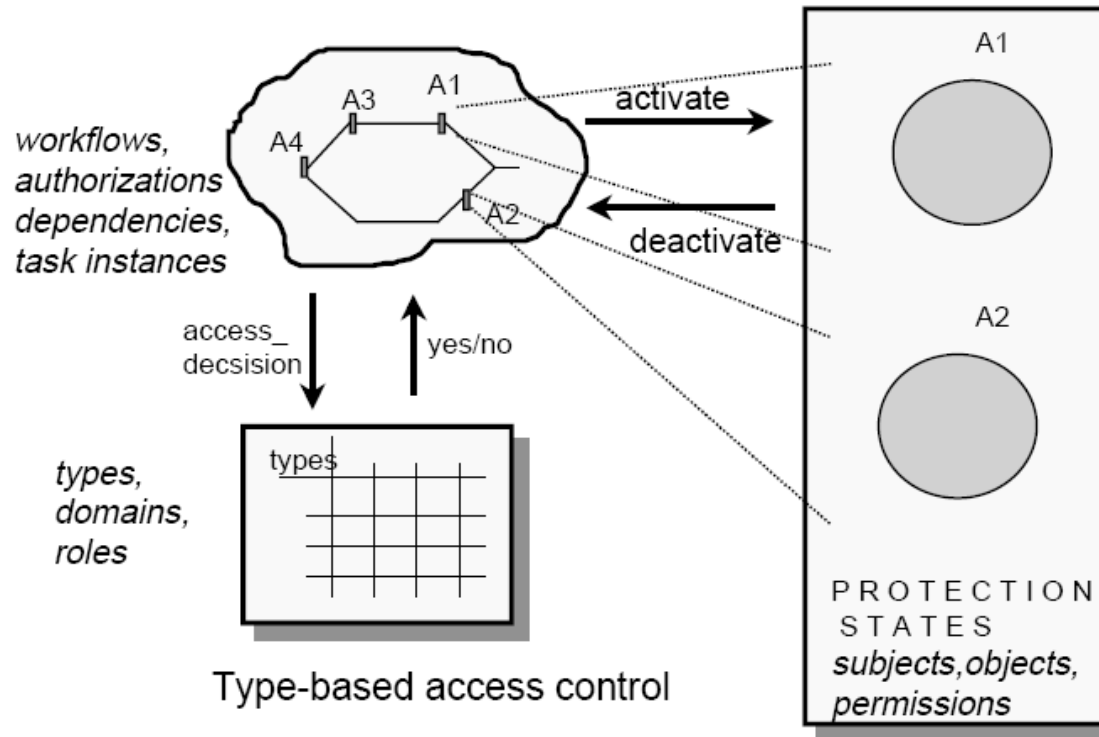 A1
A1
activate
A3
A4
workflows,
authorizations
dependencies,
task instances
A2
deactivate
A2
access_
decsision
yes/no
types
types,
domains,
roles
PROTECTION
STATES
subjects,objects,
permissions
Type-based access control